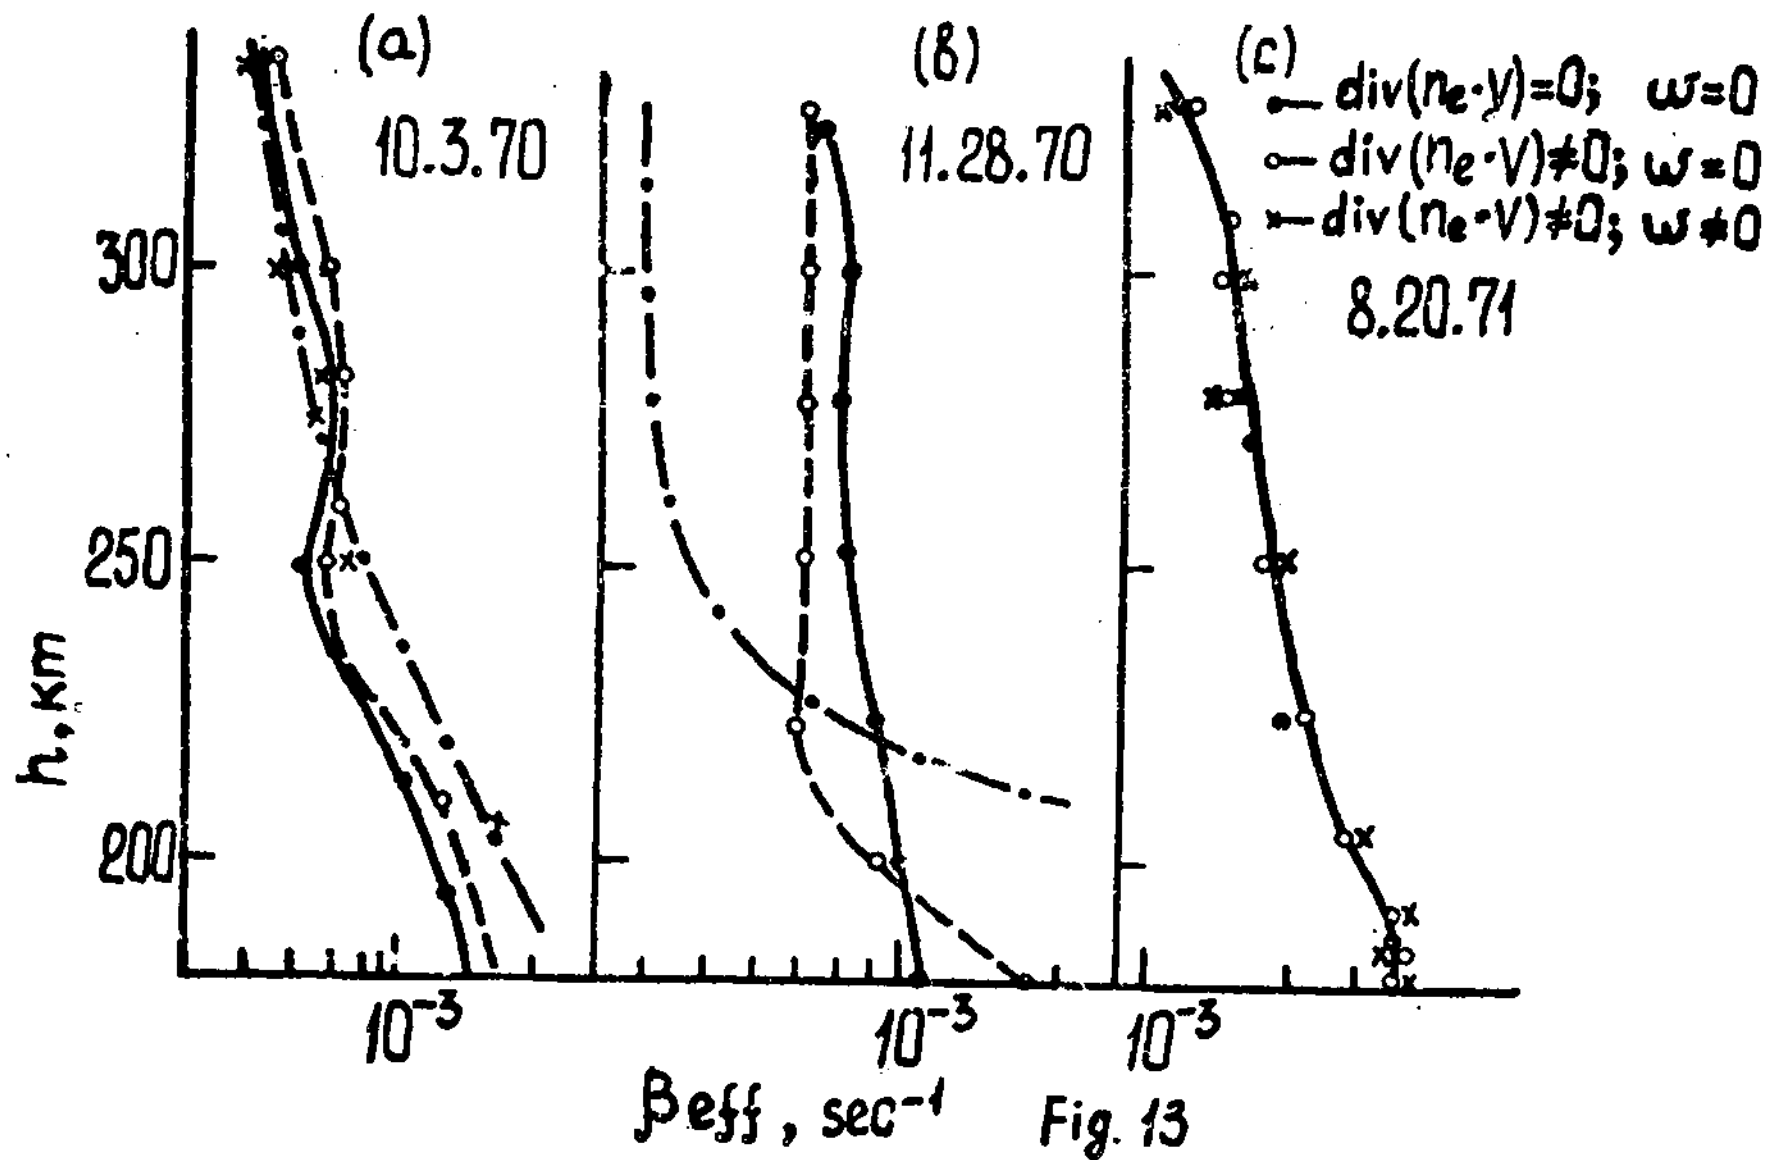 (a)
10.3.70
(б)
11.28.70
(c)
•— div(nₑ·V)=0; w=0
○— div(nₑ·V)≠0; w=0
×— div(nₑ·V)≠0; w≠0
8.20.71
300
250
200
h, км
10⁻³
10⁻³
10⁻³
βeff, sec⁻¹
Fig. 13